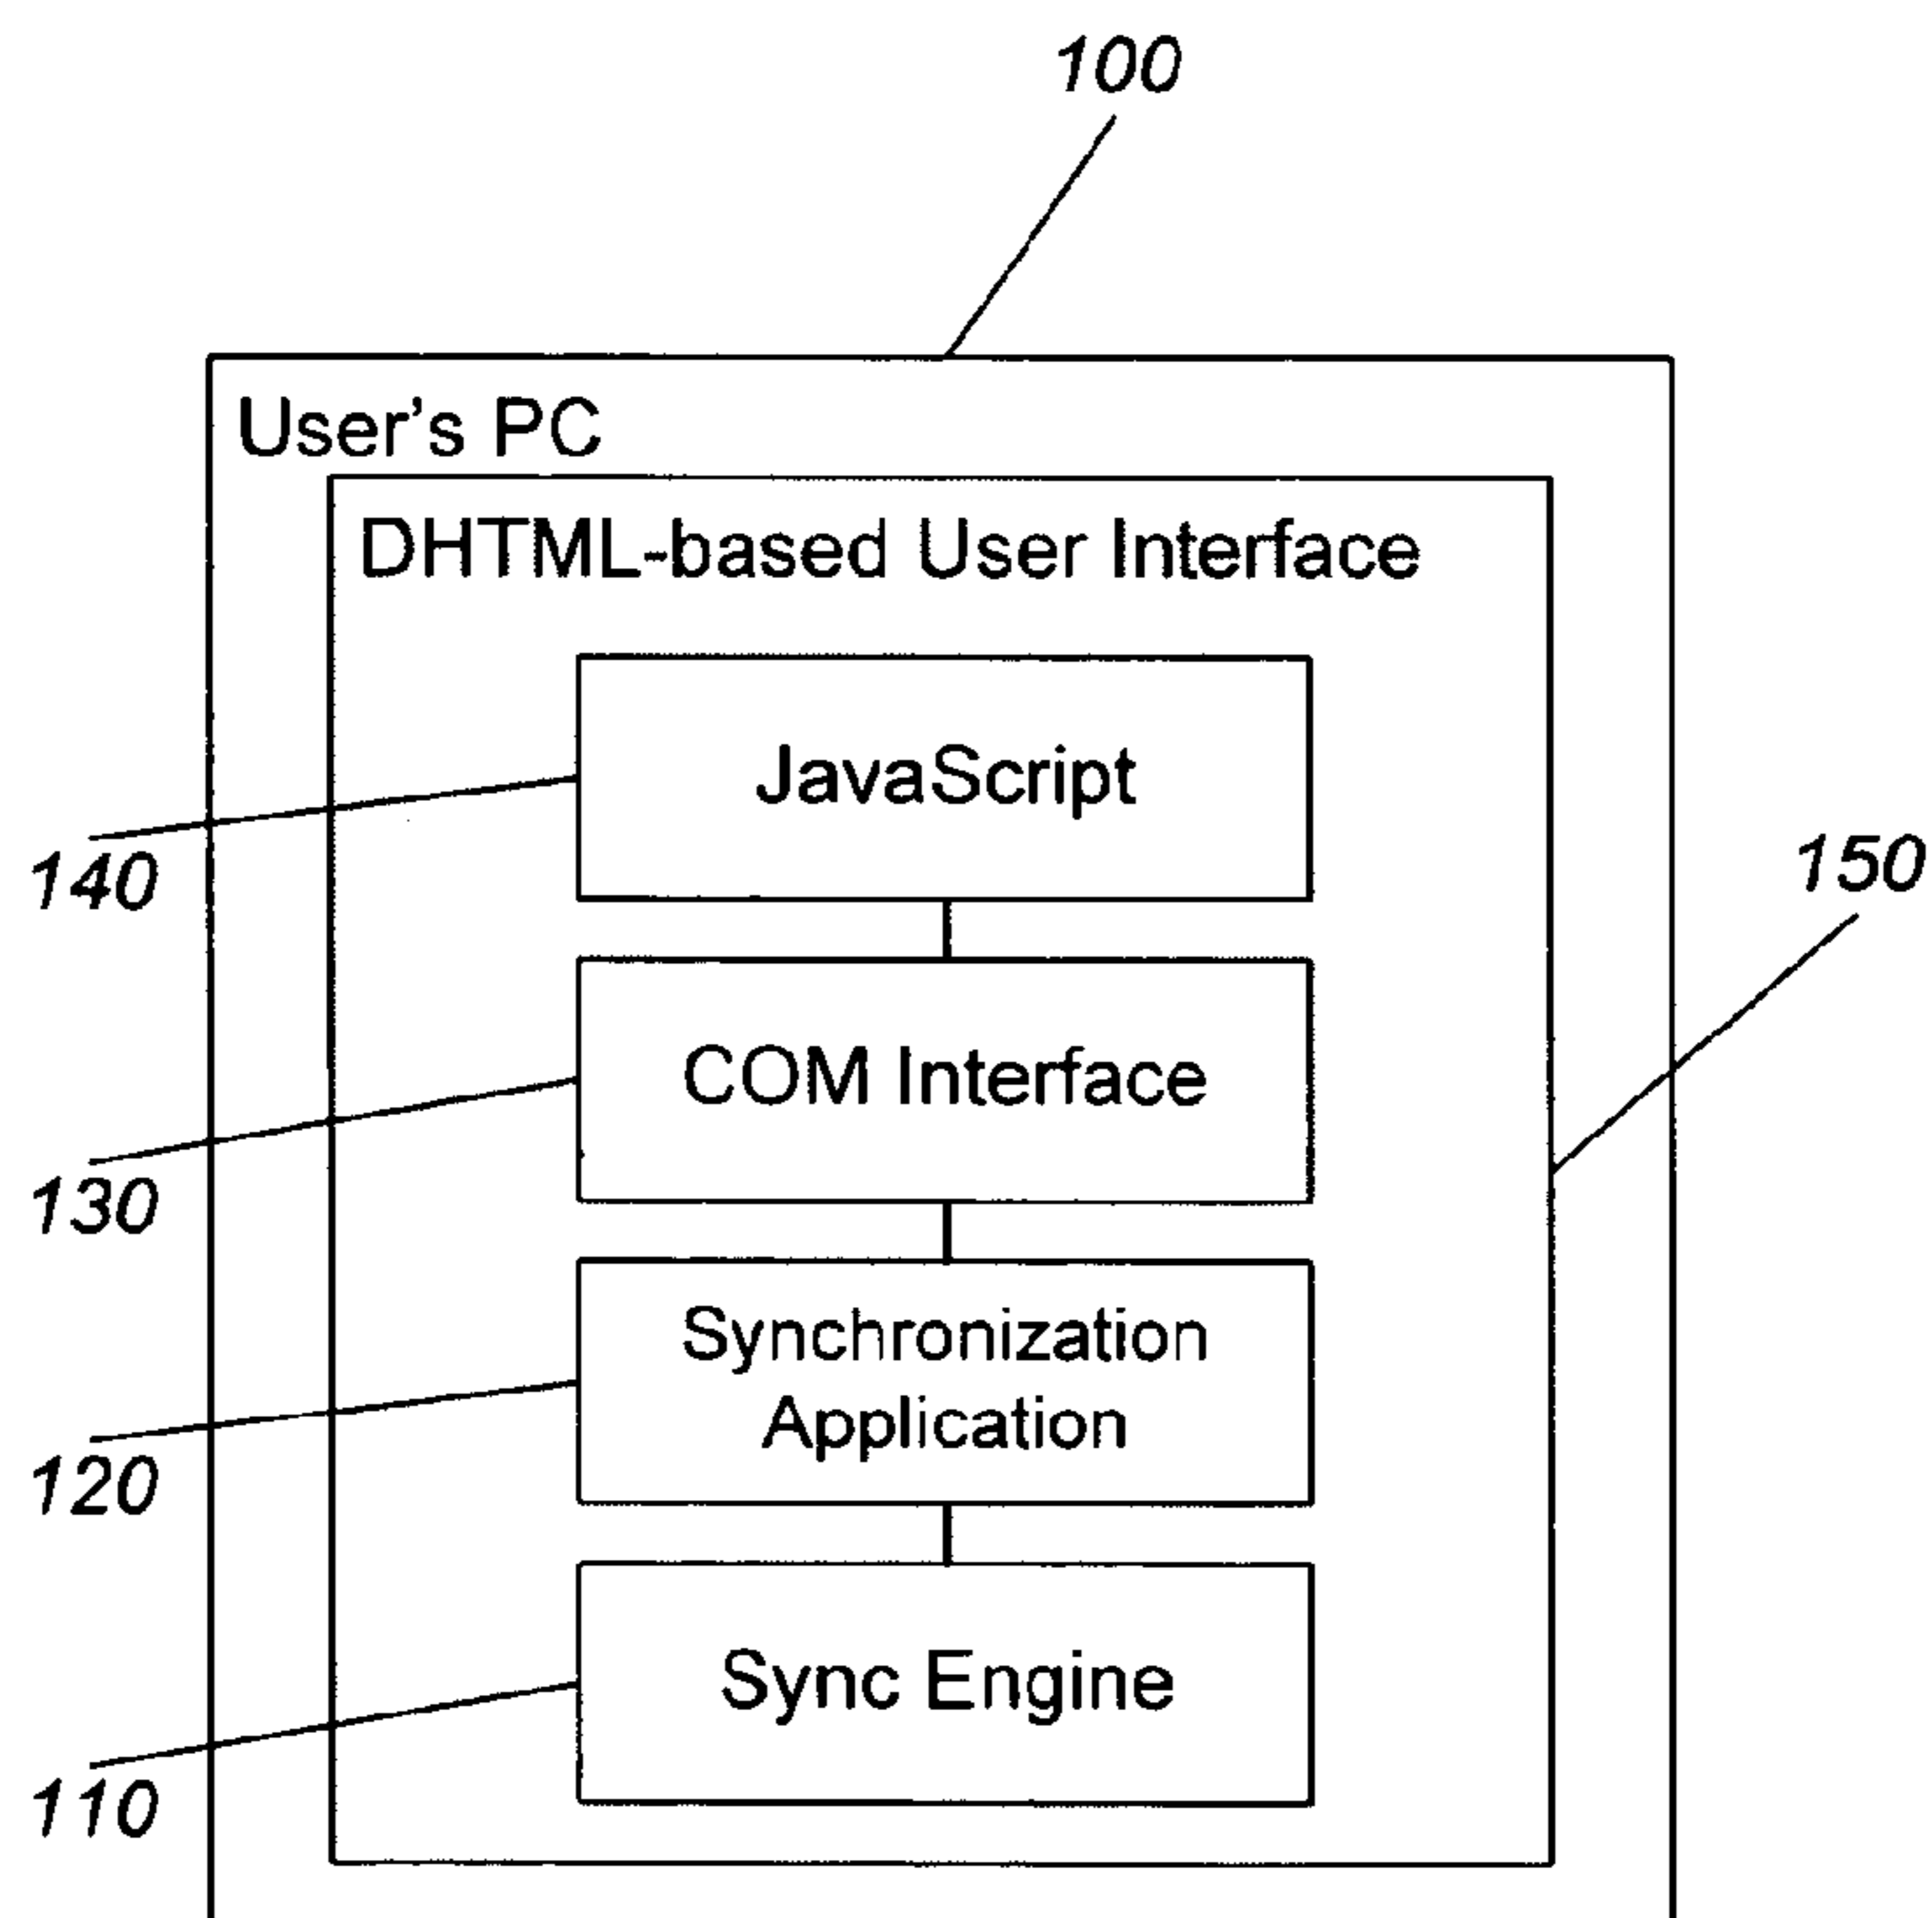 100
User's PC
DHTML-based User Interface
JavaScript
140
150
COM Interface
130
Synchronization
Application
120
Sync Engine
110